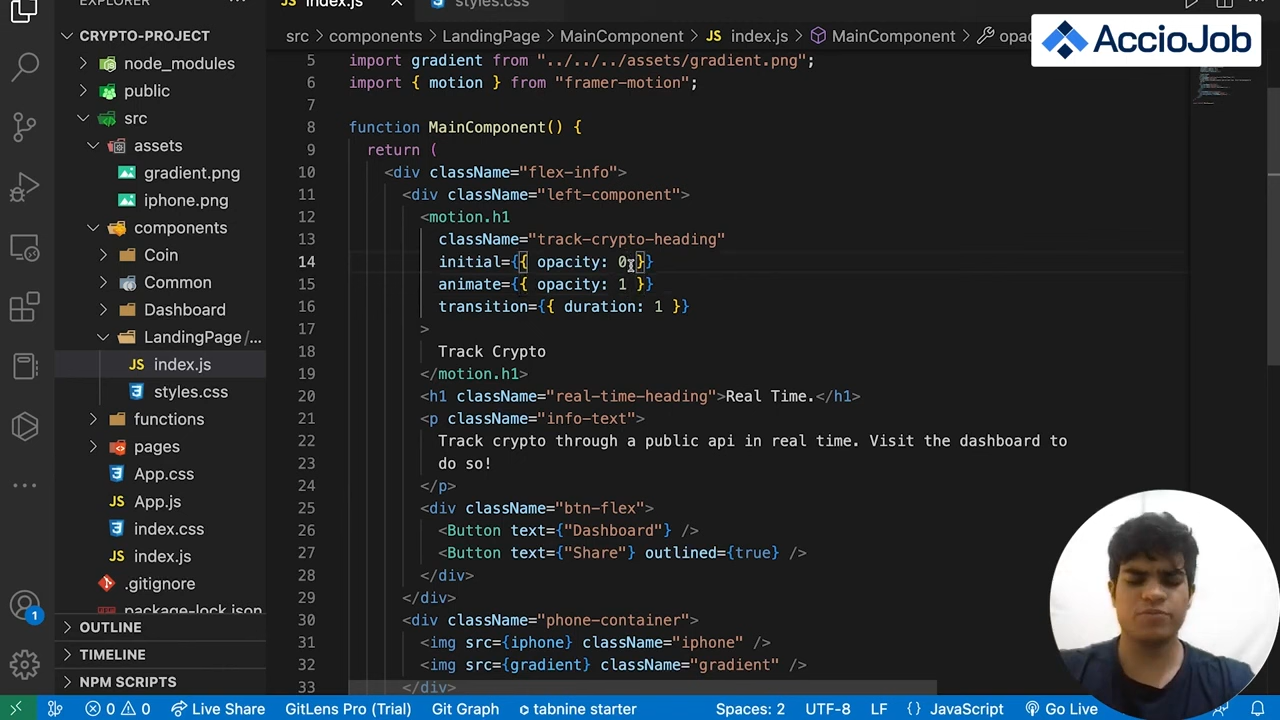 EXPLORER
index.js
styles.css
AccioJob
CRYPTO-PROJECT
node_modules
public
src
assets
gradient.png
iphone.png
components
Coin
Common
Dashboard
LandingPage/...
index.js
styles.css
functions
pages
App.css
App.js
index.css
index.js
.gitignore
package-lock.json
OUTLINE
TIMELINE
NPM SCRIPTS
src > components > LandingPage > MainComponent > JS index.js > MainComponent >
5 import gradient from "../../../assets/gradient.png";
6 import { motion } from "framer-motion";
7
8 function MainComponent() {
9 return (
10 <div className="flex-info">
11 <div className="left-component">
12 <motion.h1
13 className="track-crypto-heading"
14 initial={{ opacity: 0 }}
15 animate={{ opacity: 1 }}
16 transition={{ duration: 1 }}
17 >
18 Track Crypto
19 </motion.h1>
20 <h1 className="real-time-heading">Real Time.</h1>
21 <p className="info-text">
22 Track crypto through a public api in real time. Visit the dashboard to
23 do so!
24 </p>
25 <div className="btn-flex">
26 <Button text={"Dashboard"} />
27 <Button text={"Share"} outlined={true} />
28 </div>
29 </div>
30 <div className="phone-container">
31 <img src={iphone} className="iphone" />
32 <img src={gradient} className="gradient" />
33 </div>
1
0 0 Live Share GitLens Pro (Trial) Git Graph tabnine starter Spaces: 2 UTF-8 LF {} JavaScript Go Live